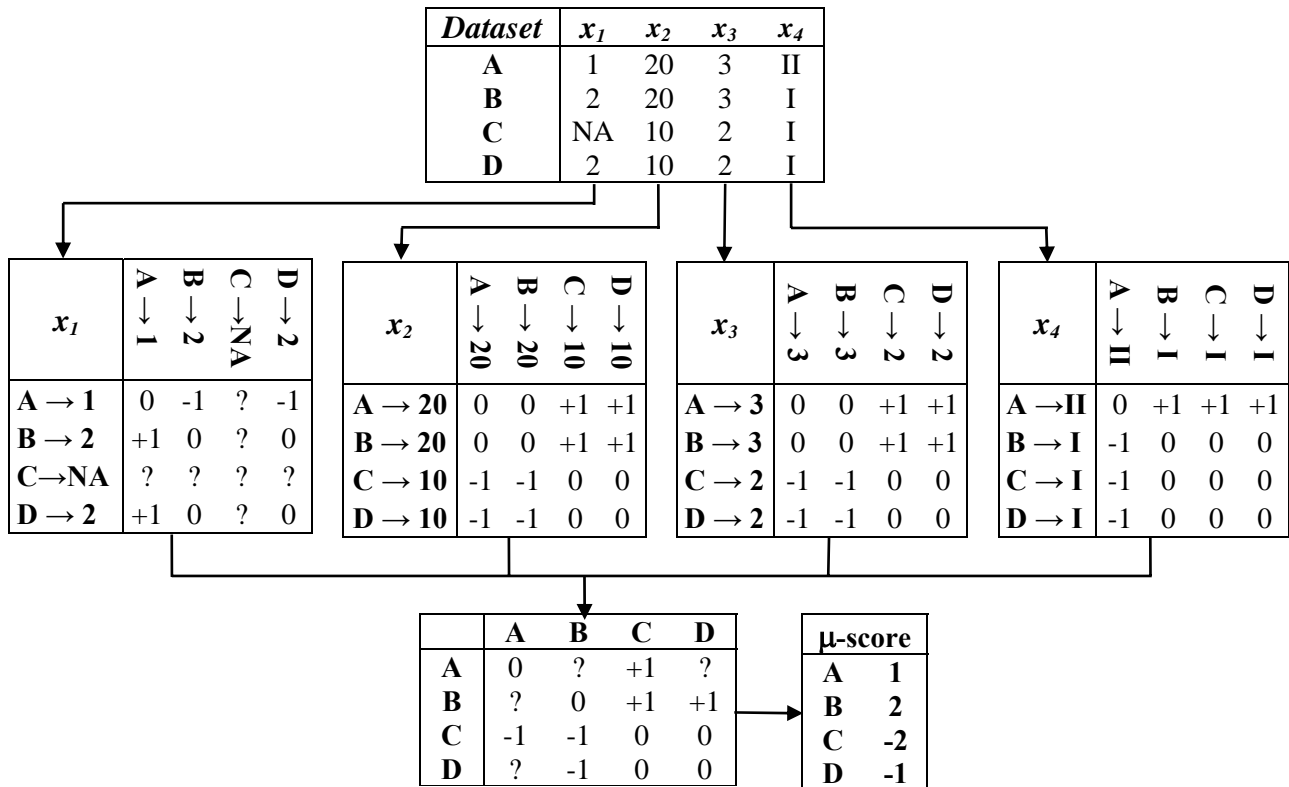 Dataset x1 x2 x3 x4
A 1 20 3 II
B 2 20 3 I
C NA 10 2 I
D 2 10 2 I
x1 A→1 B→2 C→NA D→2
A → 1 0 -1 ? -1
B → 2 +1 0 ? 0
C→NA ? ? ? ?
D → 2 +1 0 ? 0
x2 A→20 B→20 C→10 D→10
A → 20 0 0 +1 +1
B → 20 0 0 +1 +1
C → 10 -1 -1 0 0
D → 10 -1 -1 0 0
x3 A→3 B→3 C→2 D→2
A → 3 0 0 +1 +1
B → 3 0 0 +1 +1
C → 2 -1 -1 0 0
D → 2 -1 -1 0 0
x4 A→II B→I C→I D→I
A →II 0 +1 +1 +1
B → I -1 0 0 0
C → I -1 0 0 0
D → I -1 0 0 0
A B C D
A 0 ? +1 ?
B ? 0 +1 +1
C -1 -1 0 0
D ? -1 0 0
μ-score
A 1
B 2
C -2
D -1